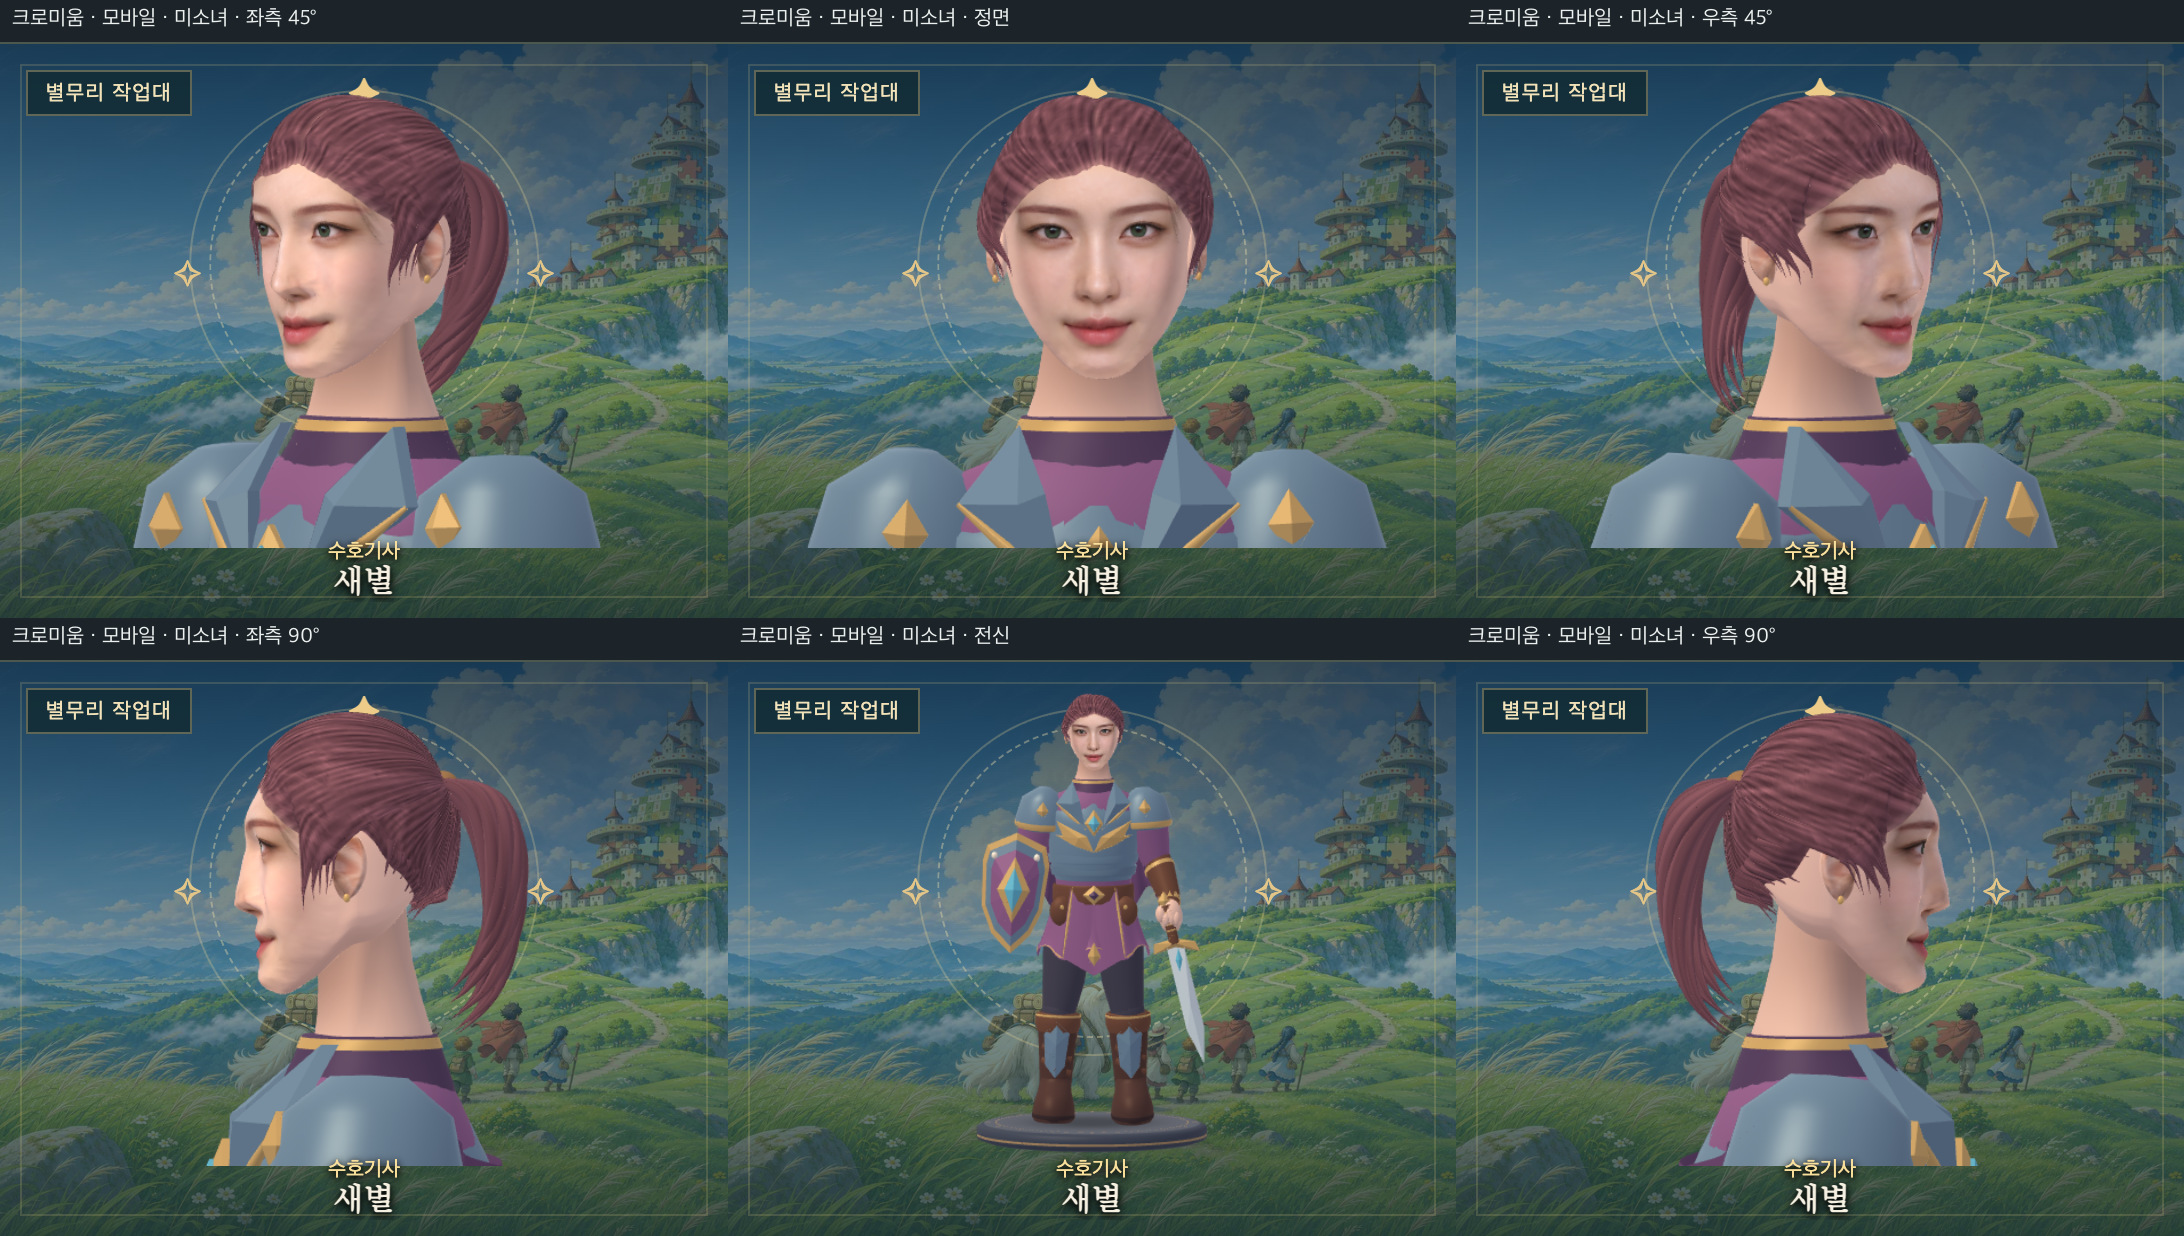 크로미움 · 모바일 · 미소녀 · 좌측 45°
별무리 작업대
수호기사
새별
크로미움 · 모바일 · 미소녀 · 정면
별무리 작업대
수호기사
새별
크로미움 · 모바일 · 미소녀 · 우측 45°
별무리 작업대
수호기사
새별
크로미움 · 모바일 · 미소녀 · 좌측 90°
별무리 작업대
수호기사
새별
크로미움 · 모바일 · 미소녀 · 전신
별무리 작업대
수호기사
새별
크로미움 · 모바일 · 미소녀 · 우측 90°
별무리 작업대
수호기사
새별